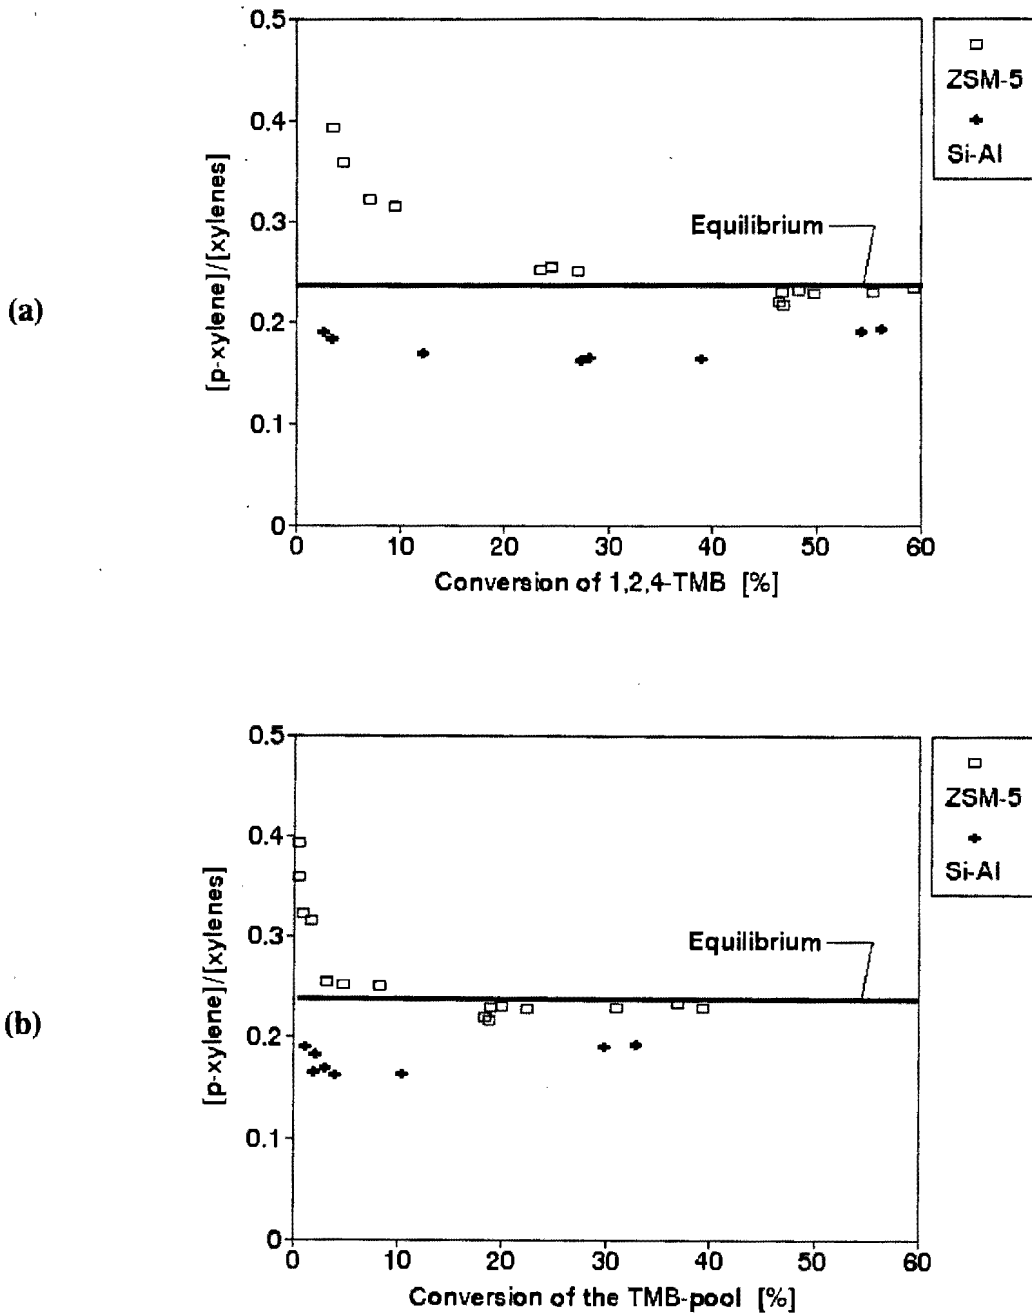 (a)
[p-xylene]/[xylenes]
0.5
0.4
0.3
0.2
0.1
0
0 10 20 30 40 50 60
Conversion of 1,2,4-TMB [%]
Equilibrium
ZSM-5
Si-Al
(b)
[p-xylene]/[xylenes]
0.5
0.4
0.3
0.2
0.1
0
0 10 20 30 40 50 60
Conversion of the TMB-pool [%]
Equilibrium
ZSM-5
Si-Al